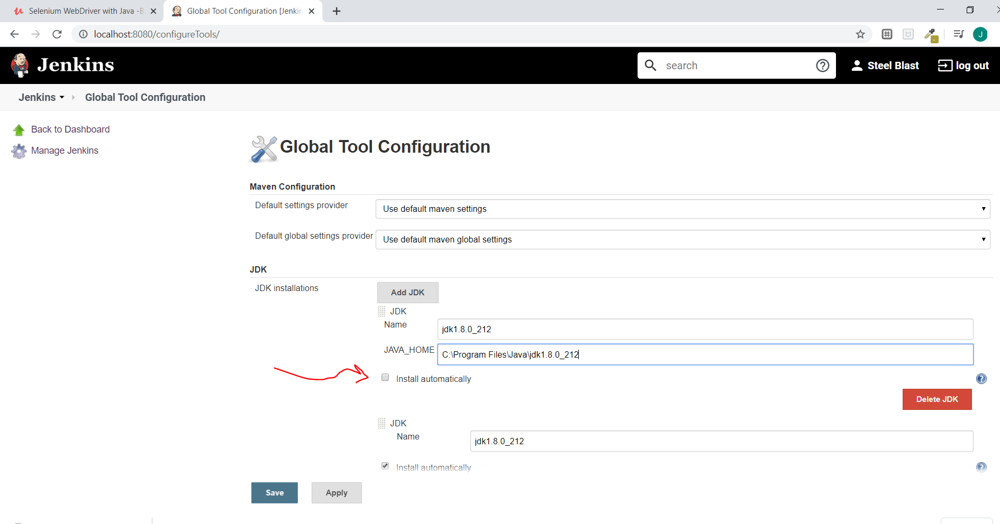 Selenium WebDriver with Java -B
Global Tool Configuration [Jenkin
localhost:8080/configureTools/
J
Jenkins
search
Steel Blast
log out
Jenkins
Global Tool Configuration
Back to Dashboard
Manage Jenkins
Global Tool Configuration
Maven Configuration
Default settings provider
Use default maven settings
Default global settings provider
Use default maven global settings
JDK
JDK installations
Add JDK
JDK
Name
jdk1.8.0_212
JAVA_HOME
C:\Program Files\Java\jdk1.8.0_212
Install automatically
Delete JDK
JDK
Name
jdk1.8.0_212
Install automatically
Save
Apply